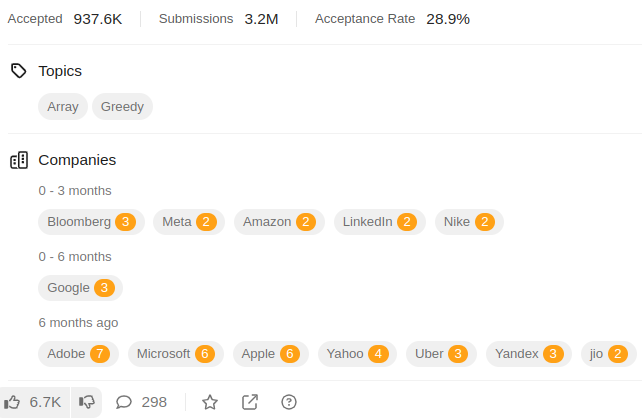 Accepted 937.6K Submissions 3.2M Acceptance Rate 28.9%
Topics
Array Greedy
Companies
0 - 3 months
Bloomberg 3 Meta 2 Amazon 2 LinkedIn 2 Nike 2
0 - 6 months
Google 3
6 months ago
Adobe 7 Microsoft 6 Apple 6 Yahoo 4 Uber 3 Yandex 3 jio 2
6.7K 298